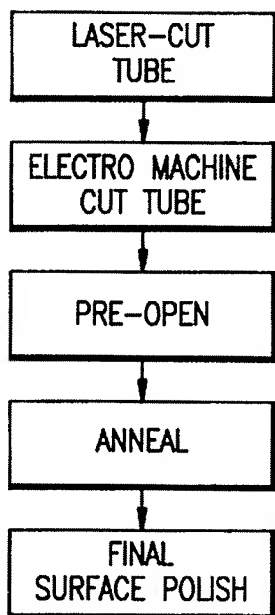 LASER-CUT
TUBE
ELECTRO MACHINE
CUT TUBE
PRE-OPEN
ANNEAL
FINAL
SURFACE POLISH